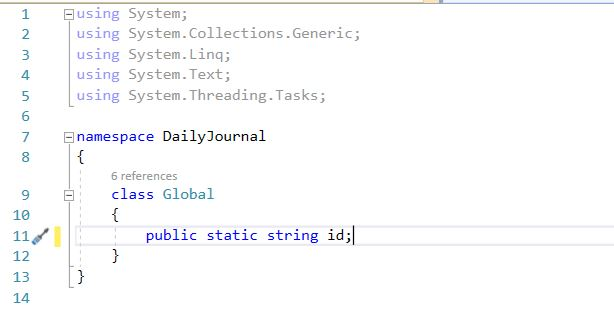 1 using System;
2 using System.Collections.Generic;
3 using System.Linq;
4 using System.Text;
5 using System.Threading.Tasks;
6
7 namespace DailyJournal
8 {
6 references
9 class Global
10 {
11 public static string id;
12 }
13 }
14